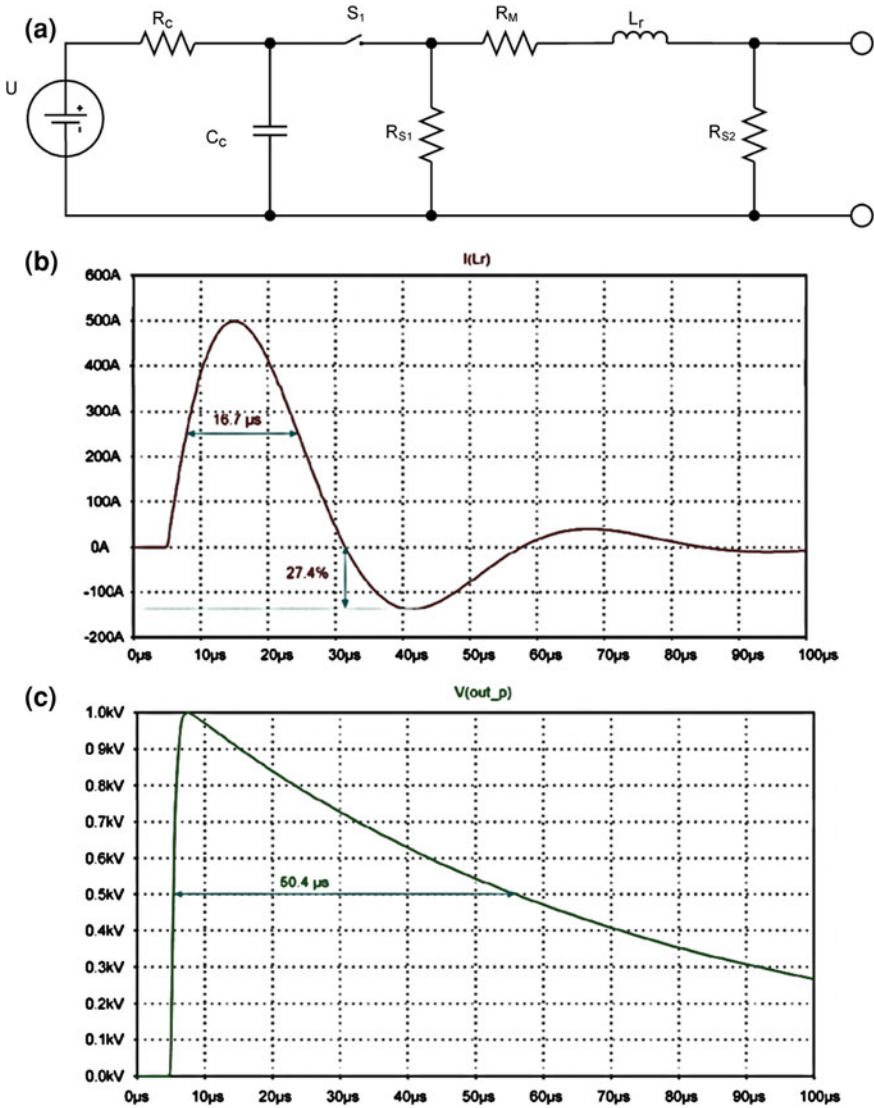 (a)
R_C
S_1
R_M
L_r
U
+
-
C_C
R_S1
R_S2
(b)
I(Lr)
600A
500A
400A
300A
200A
100A
0A
-100A
-200A
16.7 µs
27.4%
0µs 10µs 20µs 30µs 40µs 50µs 60µs 70µs 80µs 90µs 100µs
(c)
V(out_p)
1.0kV
0.9kV
0.8kV
0.7kV
0.6kV
0.5kV
0.4kV
0.3kV
0.2kV
0.1kV
0.0kV
50.4 µs
0µs 10µs 20µs 30µs 40µs 50µs 60µs 70µs 80µs 90µs 100µs